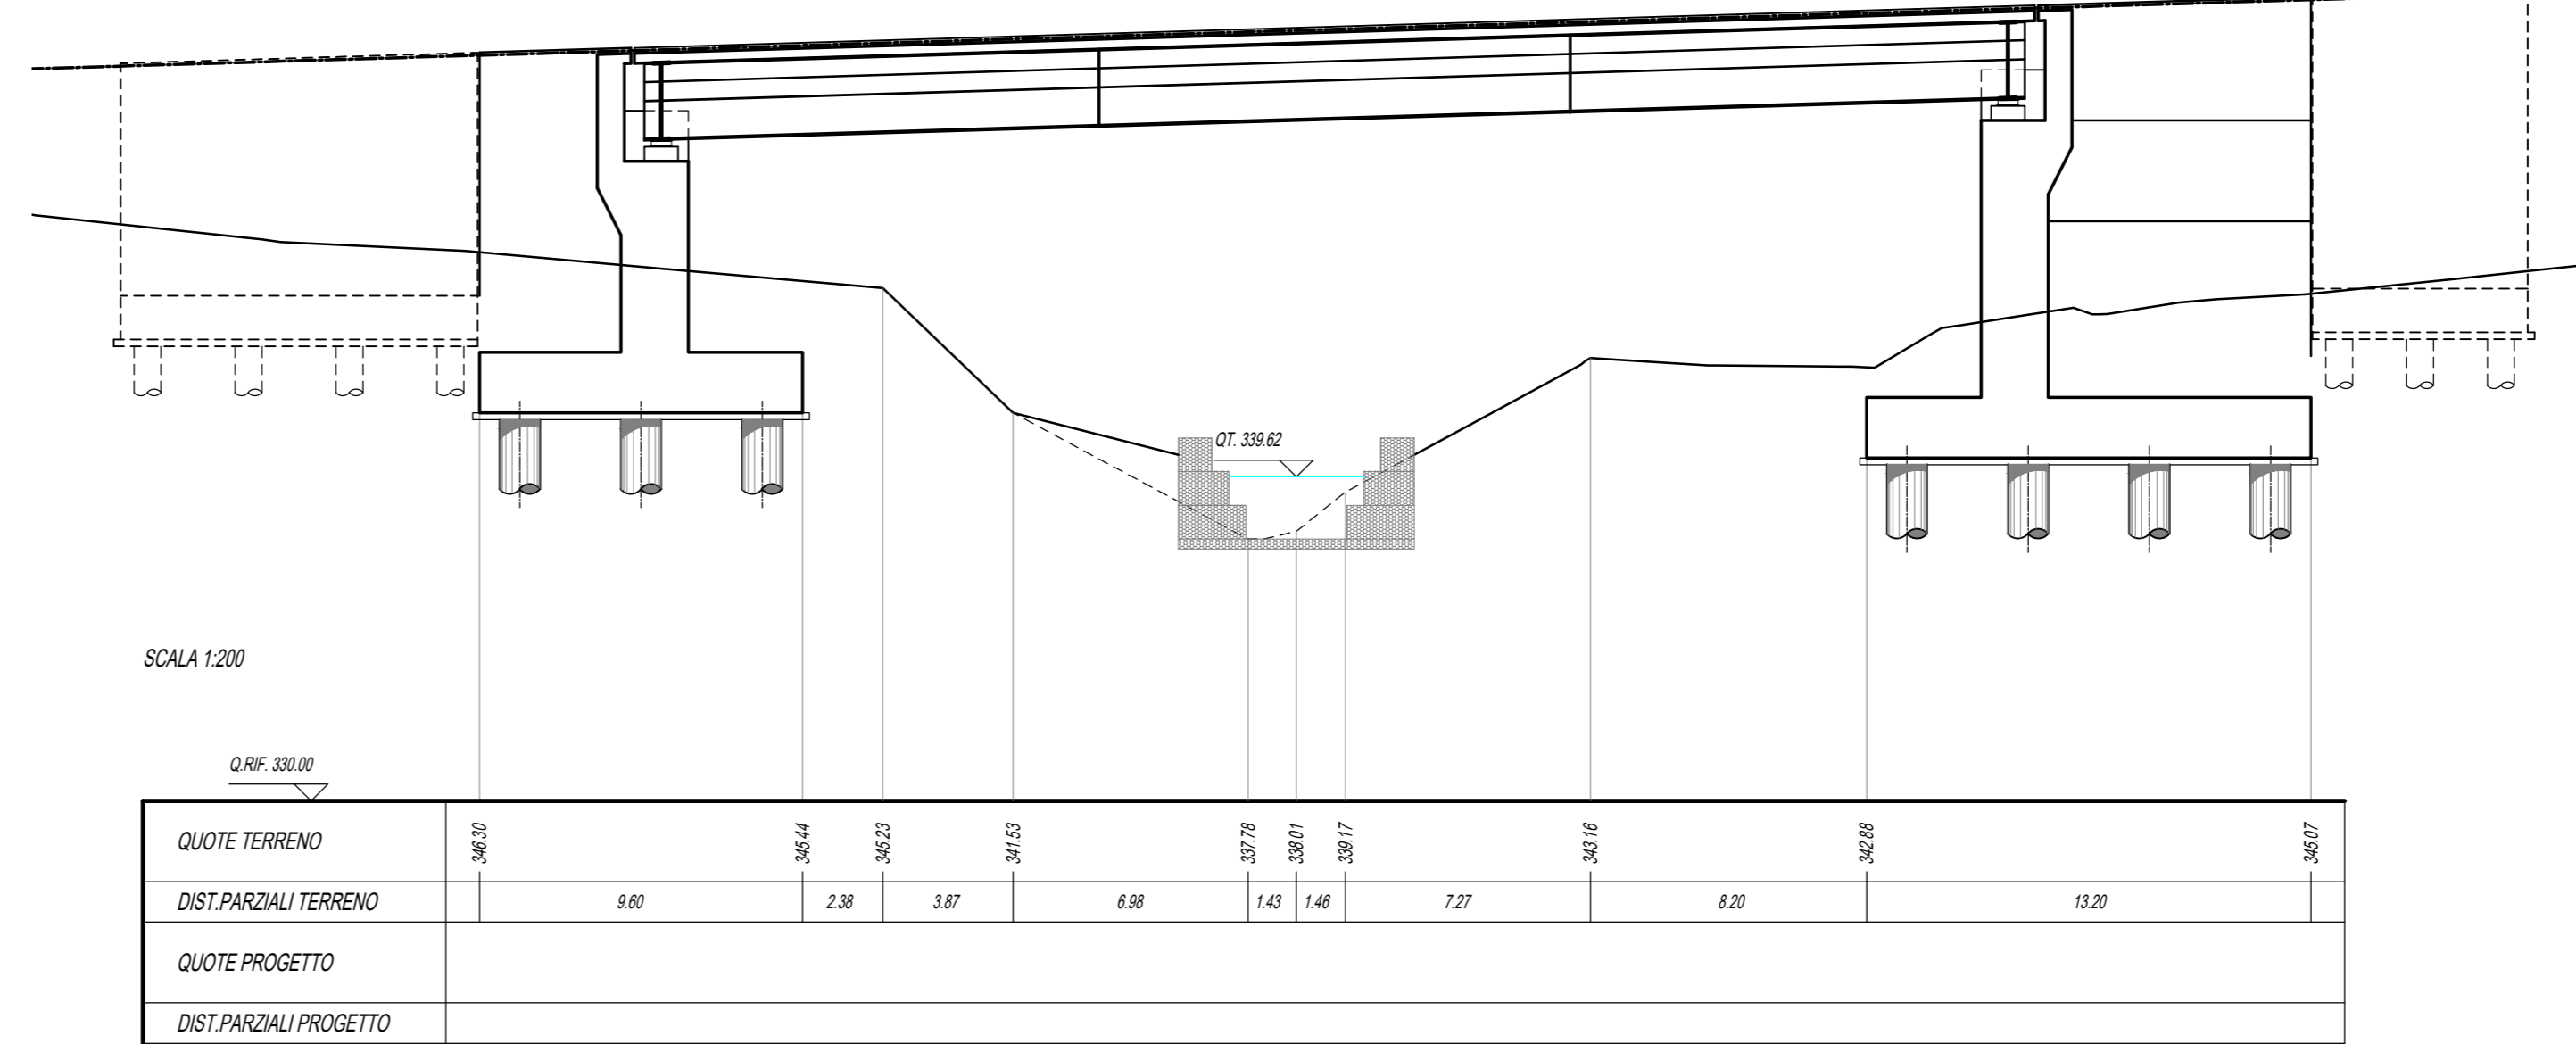 QT. 339.62
SCALA 1:200
Q.RIF. 330.00
QUOTE TERRENO 346.30 345.44 345.23 341.53 337.78 338.01 339.17 343.16 342.88 345.07
DIST.PARZIALI TERRENO 9.60 2.38 3.87 6.98 1.43 1.46 7.27 8.20 13.20
QUOTE PROGETTO
DIST.PARZIALI PROGETTO